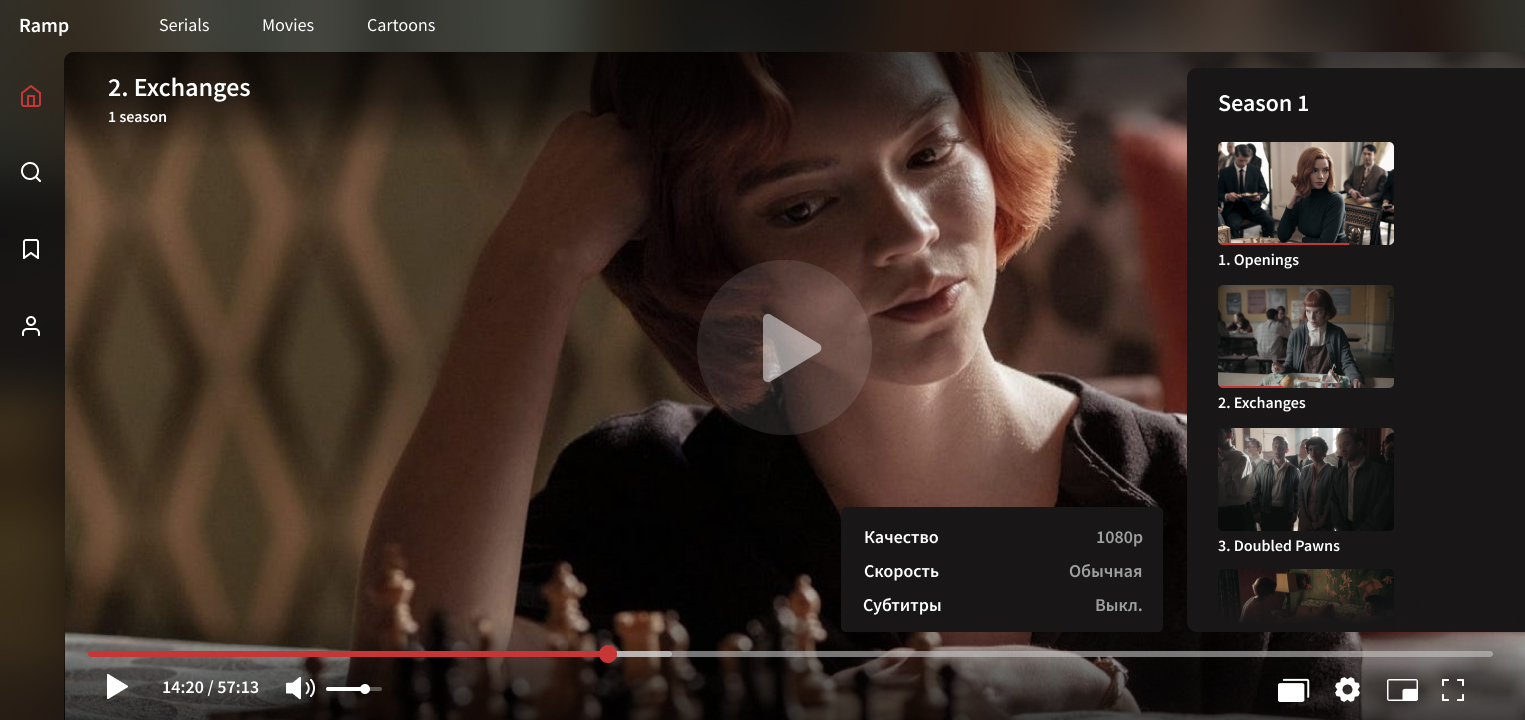 Ramp
Serials
Movies
Cartoons
2. Exchanges
1 season
Season 1
1. Openings
2. Exchanges
3. Doubled Pawns
Качество 1080p
Скорость Обычная
Субтитры Выкл.
14:20 / 57:13